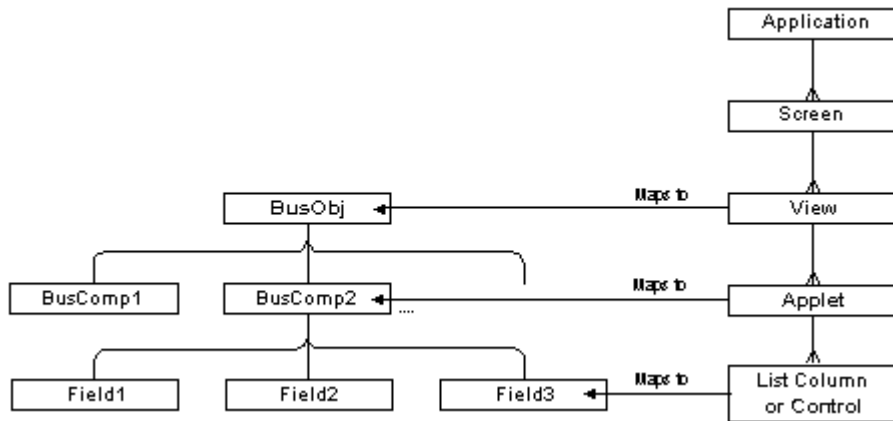 Application
Screen
Maps to
BusObj
View
Maps to
BusComp1
BusComp2
....
Applet
Maps to
Field1
Field2
Field3
List Column
or Control